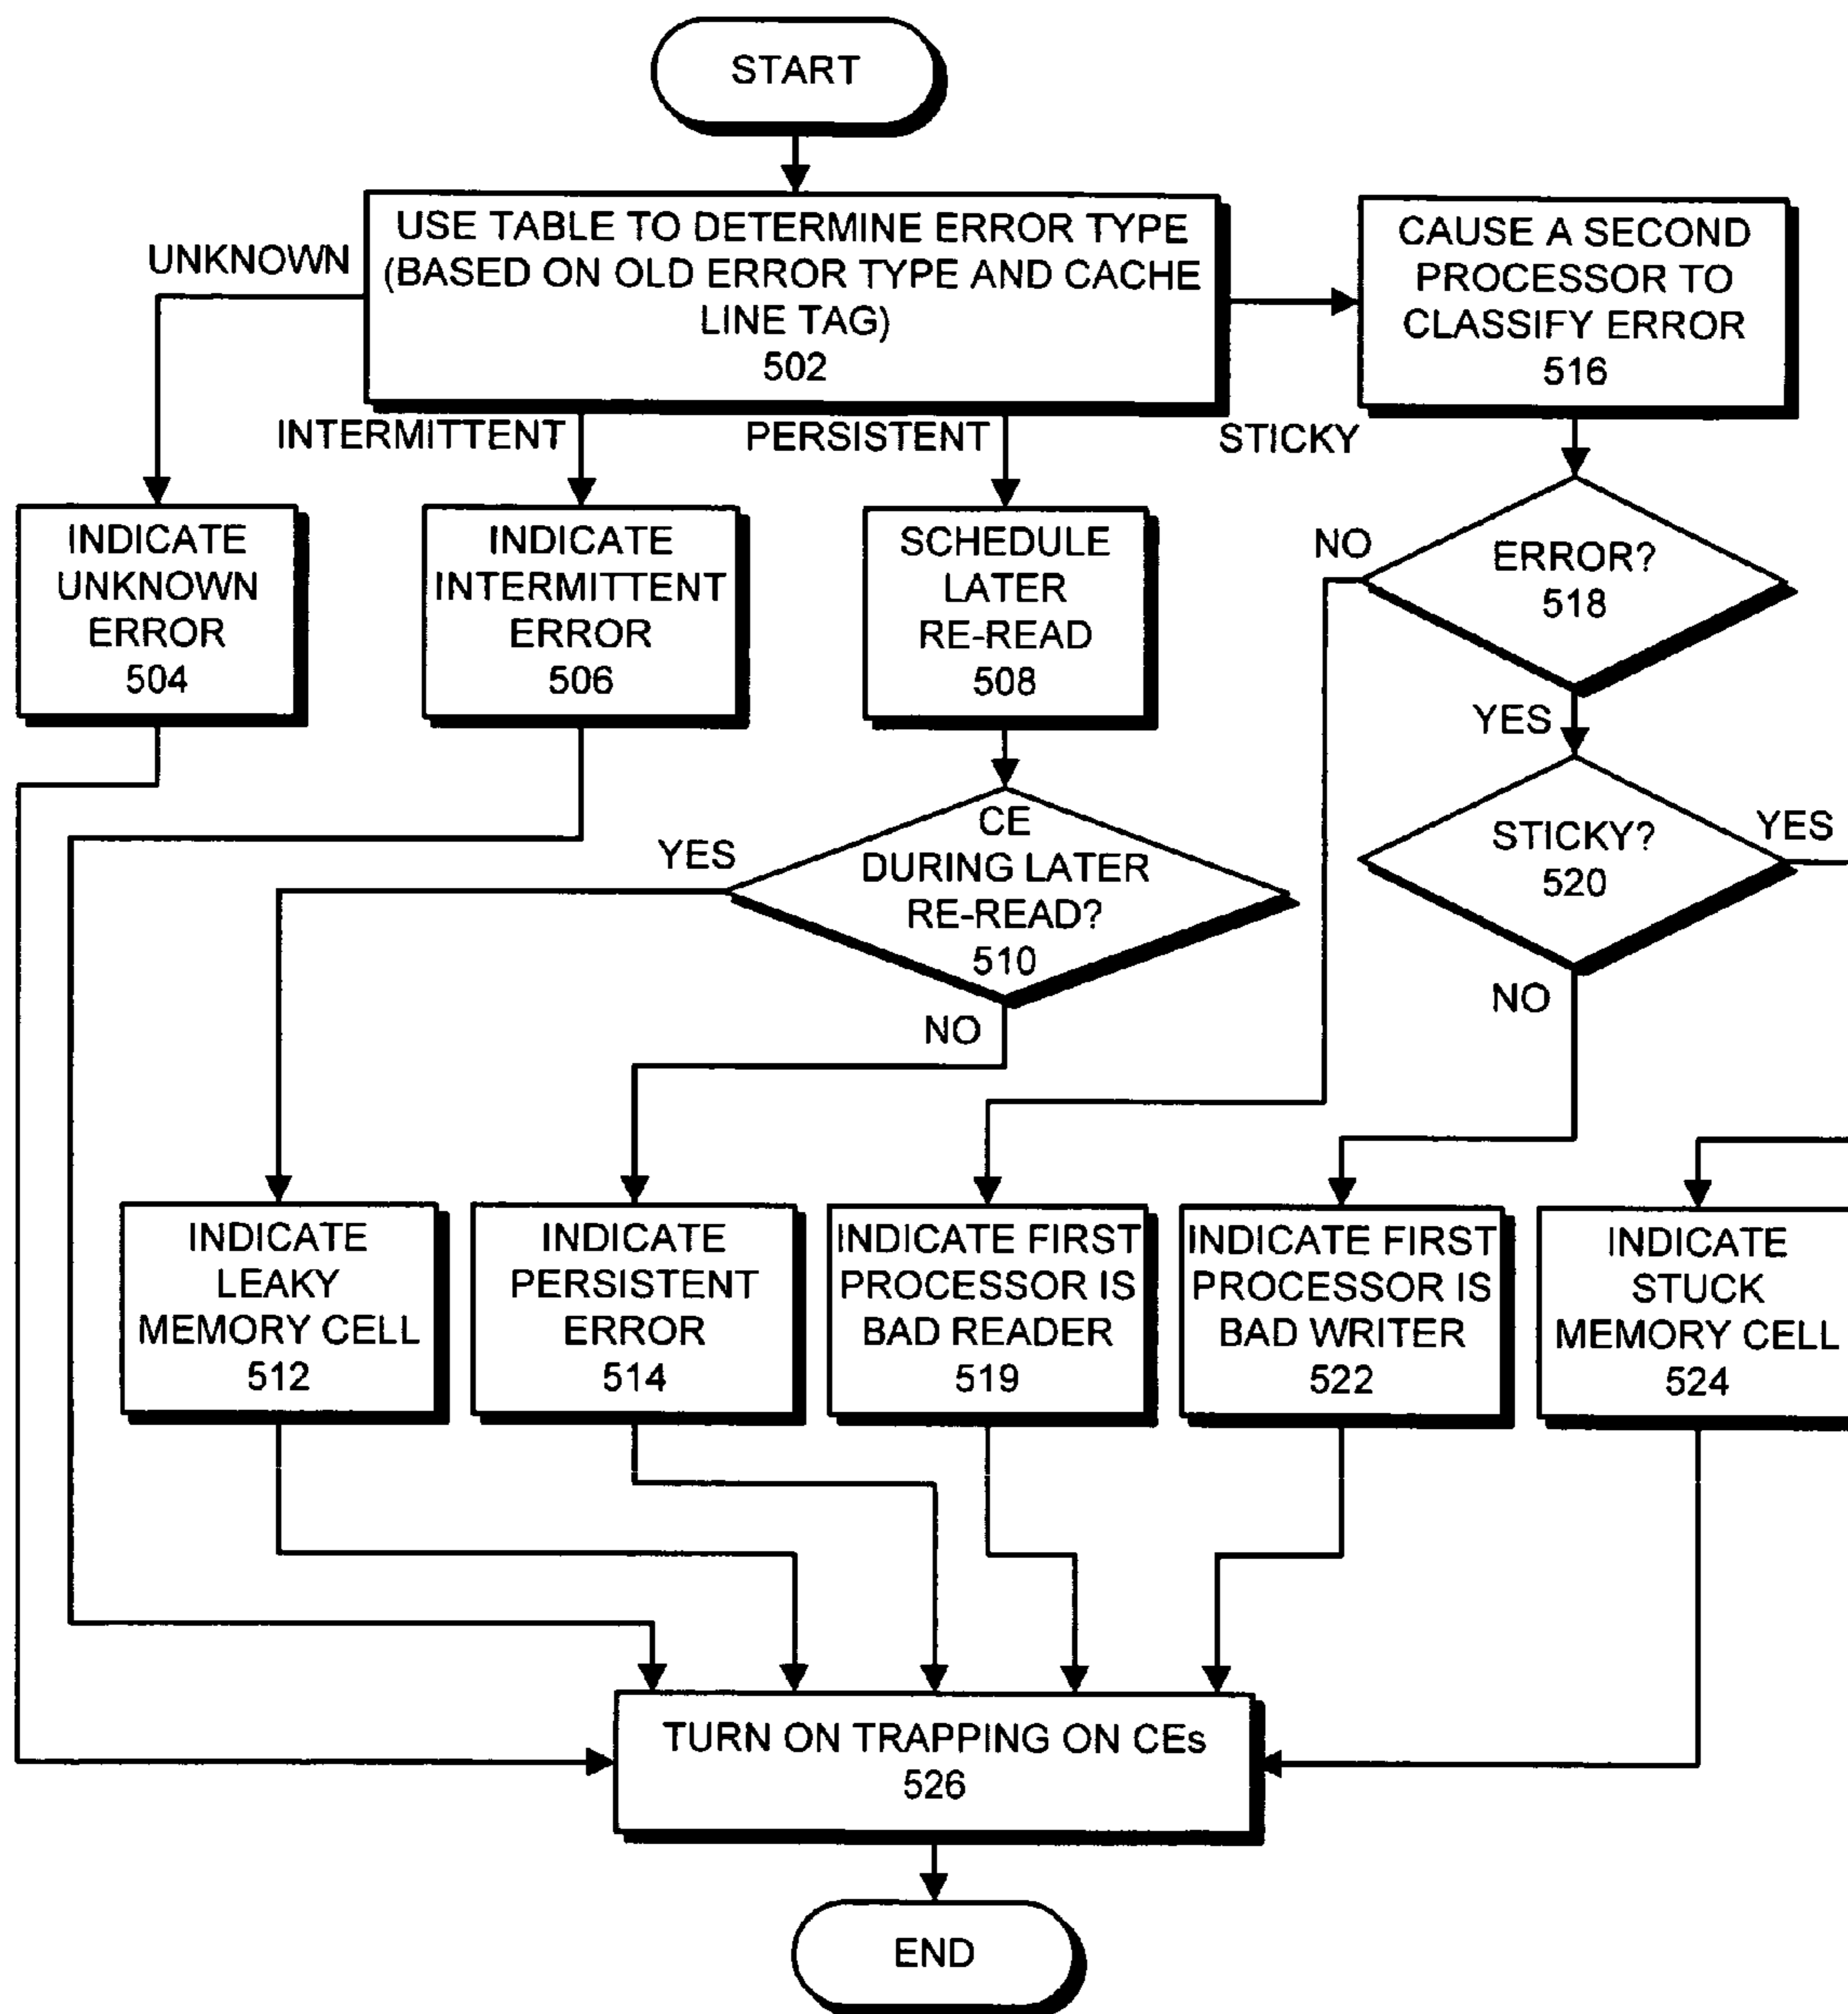 START
USE TABLE TO DETERMINE ERROR TYPE
(BASED ON OLD ERROR TYPE AND CACHE
LINE TAG)
502
CAUSE A SECOND
PROCESSOR TO
CLASSIFY ERROR
516
UNKNOWN
INTERMITTENT
PERSISTENT
STICKY
INDICATE
UNKNOWN
ERROR
504
INDICATE
INTERMITTENT
ERROR
506
SCHEDULE
LATER
RE-READ
508
NO
ERROR?
518
YES
CE
DURING LATER
RE-READ?
510
YES
NO
STICKY?
520
YES
NO
INDICATE
LEAKY
MEMORY CELL
512
INDICATE
PERSISTENT
ERROR
514
INDICATE FIRST
PROCESSOR IS
BAD READER
519
INDICATE FIRST
PROCESSOR IS
BAD WRITER
522
INDICATE
STUCK
MEMORY CELL
524
TURN ON TRAPPING ON CEs
526
END